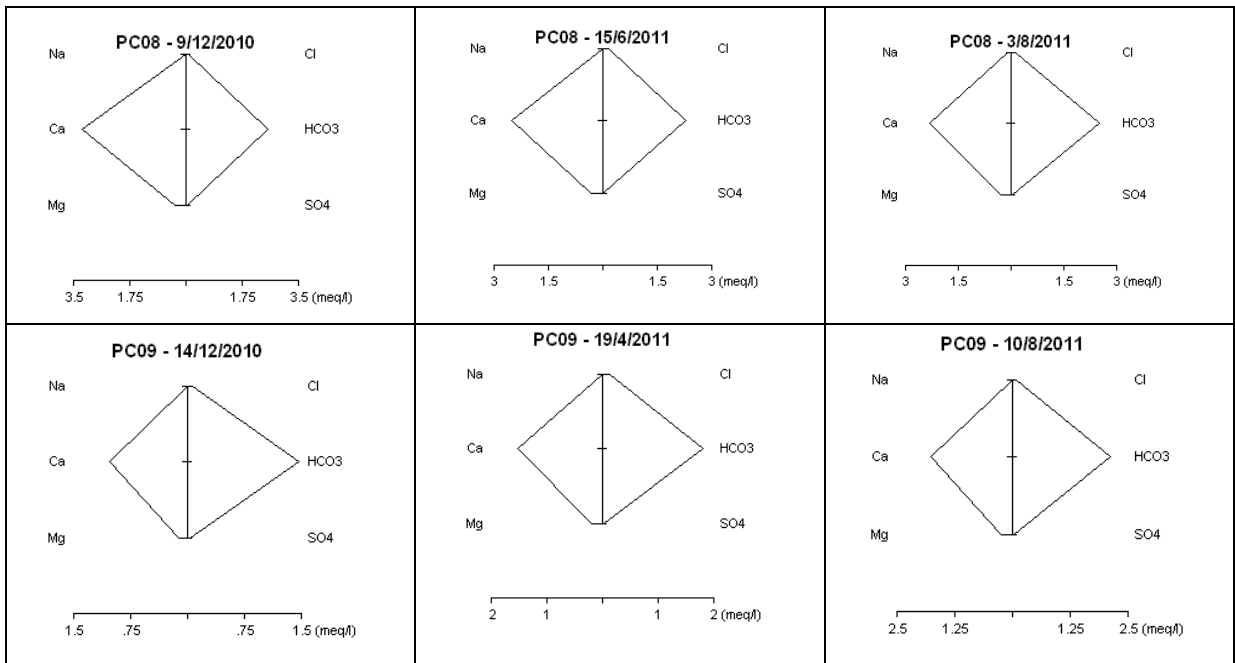 PC08 - 9/12/2010
Na Cl
Ca HCO3
Mg SO4
3.5 1.75 1.75 3.5 (meq/l)
PC08 - 15/6/2011
Na Cl
Ca HCO3
Mg SO4
3 1.5 1.5 3 (meq/l)
PC08 - 3/8/2011
Na Cl
Ca HCO3
Mg SO4
3 1.5 1.5 3 (meq/l)
PC09 - 14/12/2010
Na Cl
Ca HCO3
Mg SO4
1.5 .75 .75 1.5 (meq/l)
PC09 - 19/4/2011
Na Cl
Ca HCO3
Mg SO4
2 1 1 2 (meq/l)
PC09 - 10/8/2011
Na Cl
Ca HCO3
Mg SO4
2.5 1.25 1.25 2.5 (meq/l)